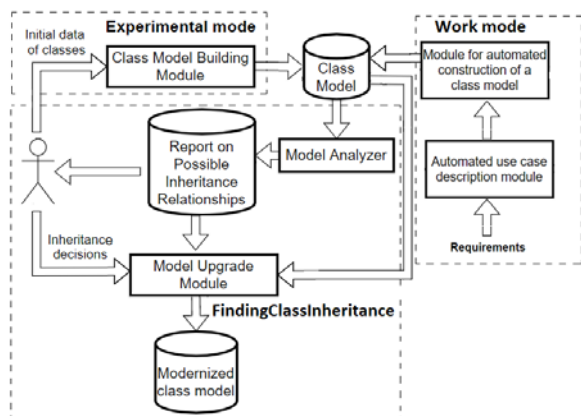 Experimental mode
Work mode
Initial data
of classes
Class Model Building
Module
Class
Model
Module for automated
construction of a
class model
Report on
Possible
Inheritance
Relationships
Model Analyzer
Automated use case
description module
Inheritance
decisions
Requirements
Model Upgrade
Module
FindingClassInheritance
Modernized
class model